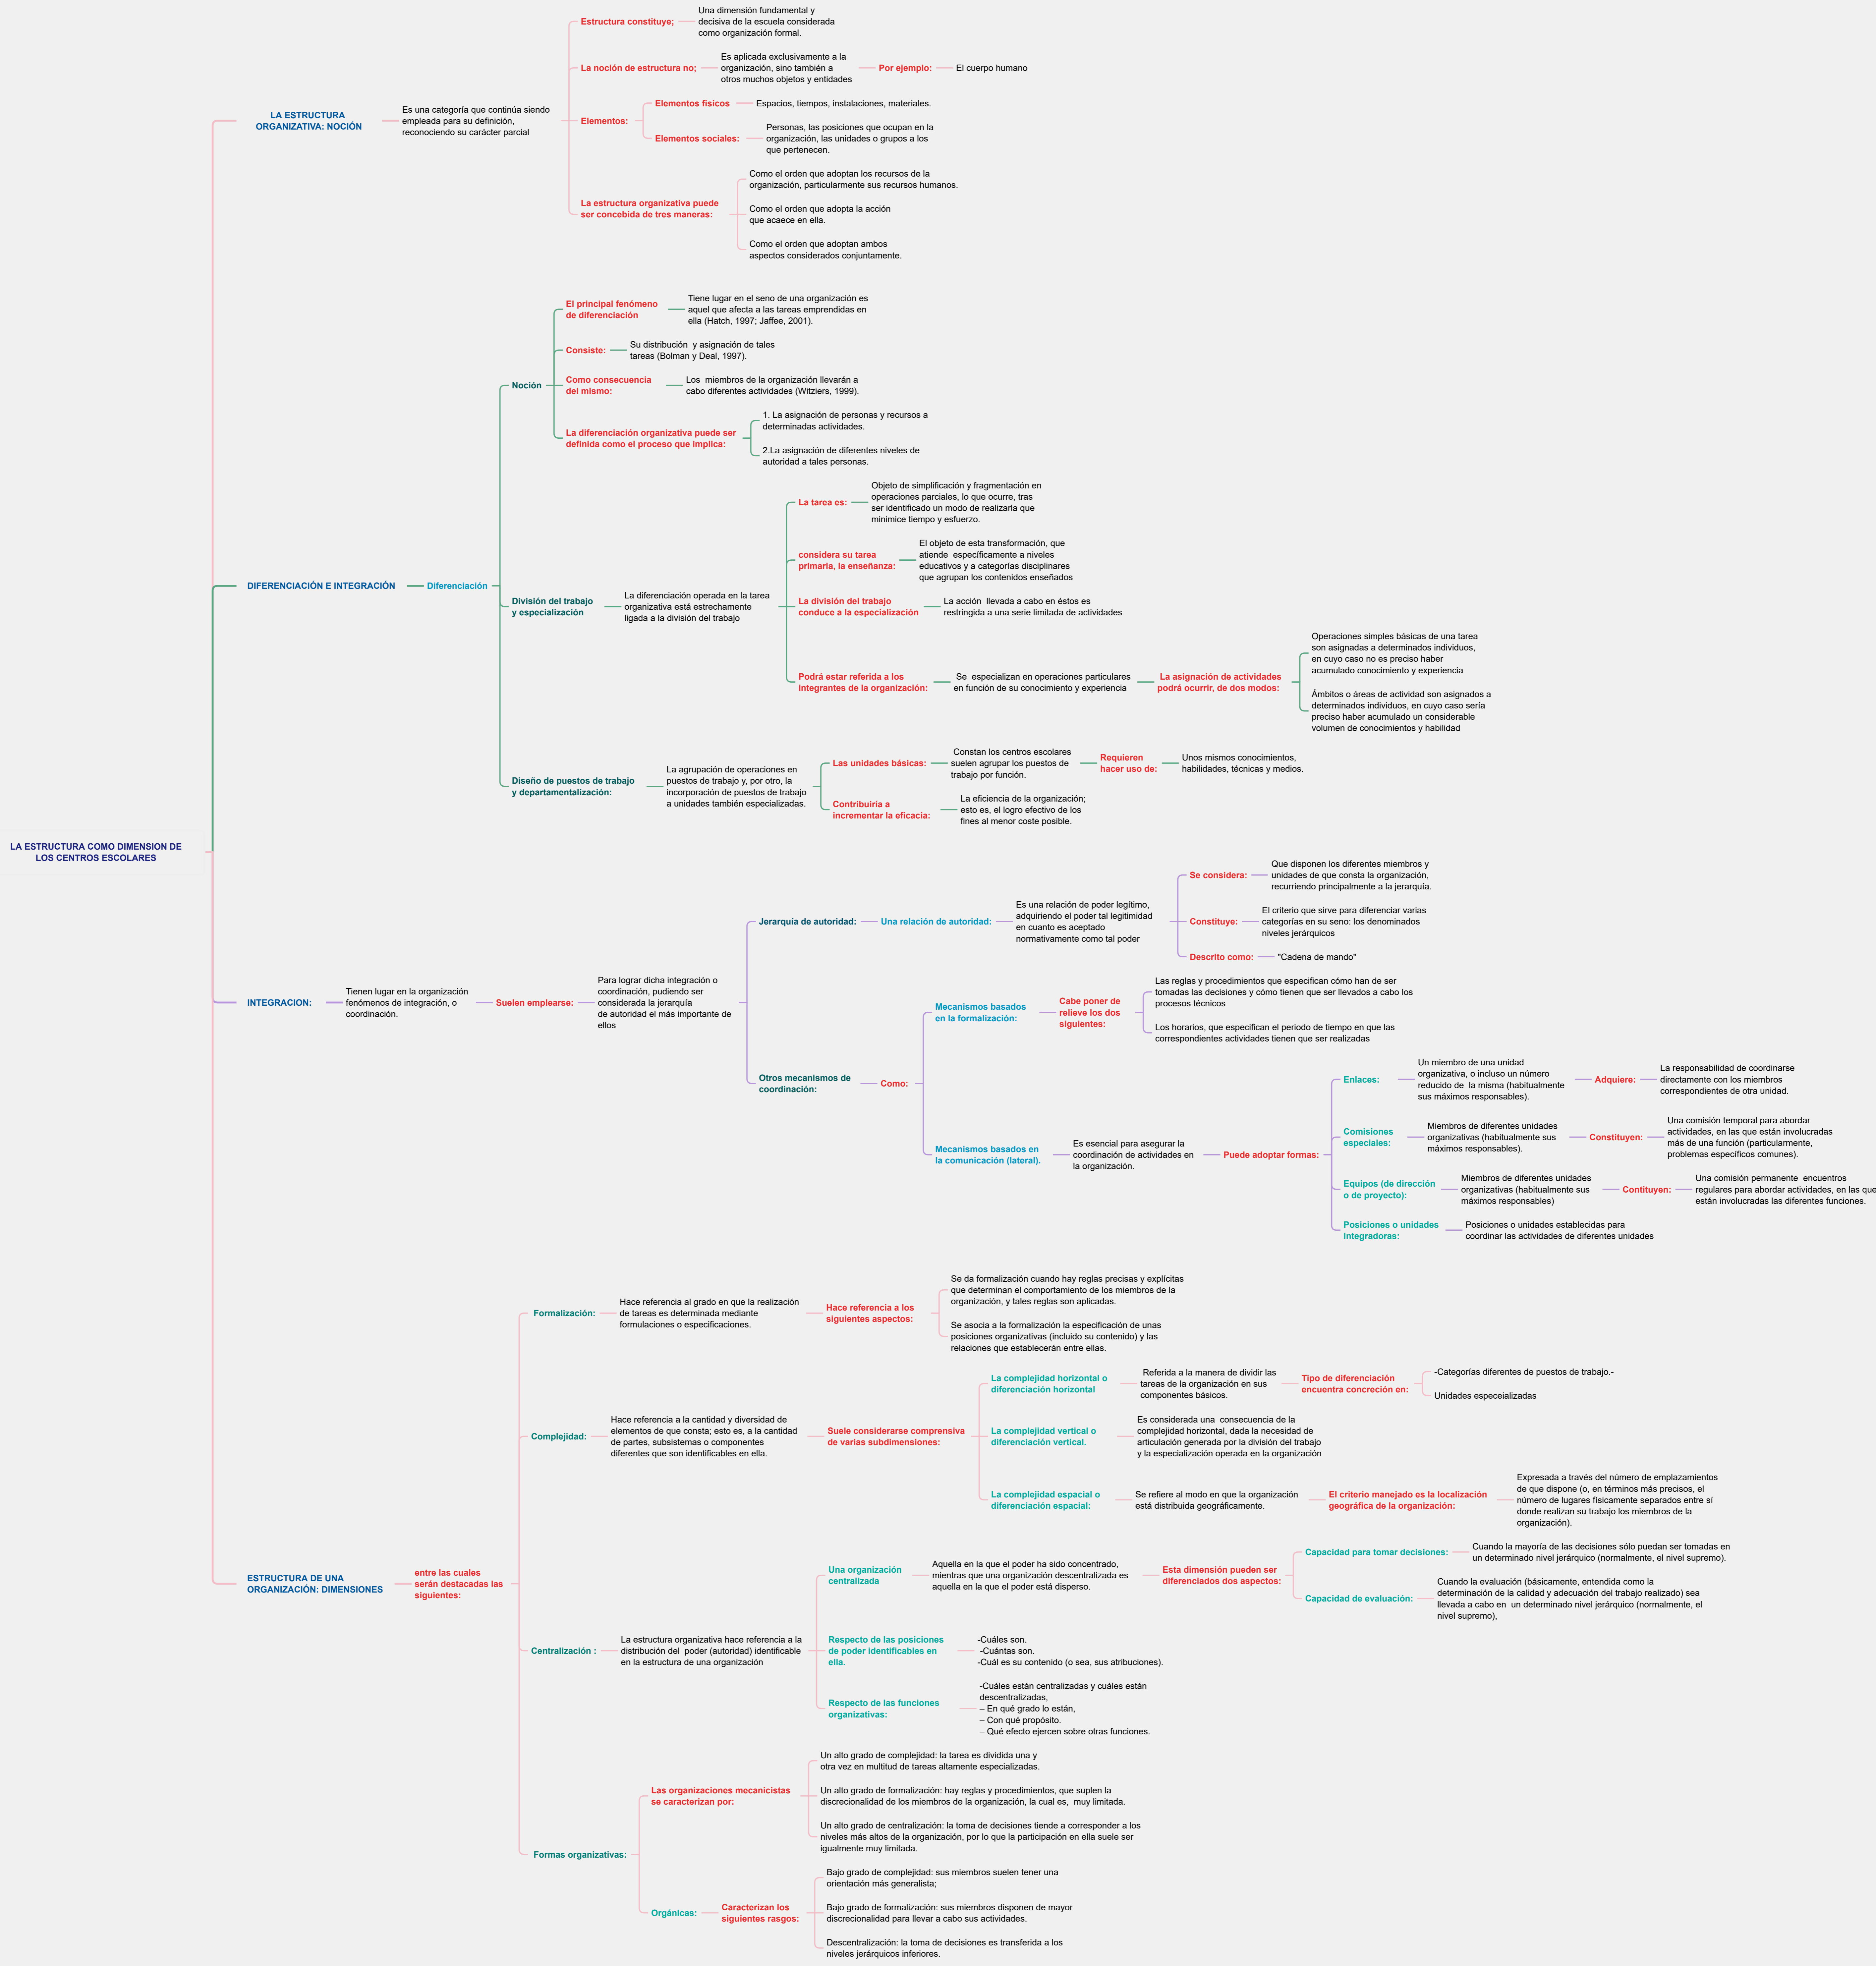 LA ESTRUCTURA COMO DIMENSION DE
LOS CENTROS ESCOLARES
LA ESTRUCTURA
ORGANIZATIVA: NOCIÓN
Es una categoría que continúa siendo
empleada para su definición,
reconociendo su carácter parcial
Estructura constituye;
Una dimensión fundamental y
decisiva de la escuela considerada
como organización formal.
La noción de estructura no;
Es aplicada exclusivamente a la
organización, sino también a
otros muchos objetos y entidades
Por ejemplo:
El cuerpo humano
Elementos:
Elementos físicos
Espacios, tiempos, instalaciones, materiales.
Elementos sociales:
Personas, las posiciones que ocupan en la
organización, las unidades o grupos a los
que pertenecen.
La estructura organizativa puede
ser concebida de tres maneras:
Como el orden que adoptan los recursos de la
organización, particularmente sus recursos humanos.
Como el orden que adopta la acción
que acaece en ella.
Como el orden que adoptan ambos
aspectos considerados conjuntamente.
DIFERENCIACIÓN E INTEGRACIÓN
Diferenciación
Noción
El principal fenómeno
de diferenciación
Tiene lugar en el seno de una organización es
aquel que afecta a las tareas emprendidas en
ella (Hatch, 1997; Jaffee, 2001).
Consiste:
Su distribución  y asignación de tales
tareas (Bolman y Deal, 1997).
Como consecuencia
del mismo:
Los  miembros de la organización llevarán a
cabo diferentes actividades (Witziers, 1999).
La diferenciación organizativa puede ser
definida como el proceso que implica:
1. La asignación de personas y recursos a
determinadas actividades.
2.La asignación de diferentes niveles de
autoridad a tales personas.
División del trabajo
y especialización
La diferenciación operada en la tarea
organizativa está estrechamente
ligada a la división del trabajo
La tarea es:
Objeto de simplificación y fragmentación en
operaciones parciales, lo que ocurre, tras
ser identificado un modo de realizarla que
minimice tiempo y esfuerzo.
considera su tarea
primaria, la enseñanza:
El objeto de esta transformación, que
atiende  específicamente a niveles
educativos y a categorías disciplinares
que agrupan los contenidos enseñados
La división del trabajo
conduce a la especialización
La acción  llevada a cabo en éstos es
restringida a una serie limitada de actividades
Podrá estar referida a los
integrantes de la organización:
Se  especializan en operaciones particulares
en función de su conocimiento y experiencia
La asignación de actividades
podrá ocurrir, de dos modos:
Operaciones simples básicas de una tarea
son asignadas a determinados individuos,
en cuyo caso no es preciso haber
acumulado conocimiento y experiencia
Ámbitos o áreas de actividad son asignados a
determinados individuos, en cuyo caso sería
preciso haber acumulado un considerable
volumen de conocimientos y habilidad
Diseño de puestos de trabajo
y departamentalización:
La agrupación de operaciones en
puestos de trabajo y, por otro, la
incorporación de puestos de trabajo
a unidades también especializadas.
Las unidades básicas:
Constan los centros escolares
suelen agrupar los puestos de
trabajo por función.
Requieren
hacer uso de:
Unos mismos conocimientos,
habilidades, técnicas y medios.
Contribuiría a
incrementar la eficacia:
La eficiencia de la organización;
esto es, el logro efectivo de los
fines al menor coste posible.
INTEGRACION:
Tienen lugar en la organización
fenómenos de integración, o
coordinación.
Suelen emplearse:
Para lograr dicha integración o
coordinación, pudiendo ser
considerada la jerarquía
de autoridad el más importante de
ellos
Jerarquía de autoridad:
Una relación de autoridad:
Es una relación de poder legítimo,
adquiriendo el poder tal legitimidad
en cuanto es aceptado
normativamente como tal poder
Se considera:
Que disponen los diferentes miembros y
unidades de que consta la organización,
recurriendo principalmente a la jerarquía.
Constituye:
El criterio que sirve para diferenciar varias
categorías en su seno: los denominados
niveles jerárquicos
Descrito como:
"Cadena de mando"
Otros mecanismos de
coordinación:
Como:
Mecanismos basados
en la formalización:
Cabe poner de
relieve los dos
siguientes:
Las reglas y procedimientos que especifican cómo han de ser
tomadas las decisiones y cómo tienen que ser llevados a cabo los
procesos técnicos
Los horarios, que especifican el periodo de tiempo en que las
correspondientes actividades tienen que ser realizadas
Mecanismos basados en
la comunicación (lateral).
Es esencial para asegurar la
coordinación de actividades en
la organización.
Puede adoptar formas:
Enlaces:
Un miembro de una unidad
organizativa, o incluso un número
reducido de  la misma (habitualmente
sus máximos responsables).
Adquiere:
La responsabilidad de coordinarse
directamente con los miembros
correspondientes de otra unidad.
Comisiones
especiales:
Miembros de diferentes unidades
organizativas (habitualmente sus
máximos responsables).
Constituyen:
Una comisión temporal para abordar
actividades, en las que están involucradas
más de una función (particularmente,
problemas específicos comunes).
Equipos (de dirección
o de proyecto):
Miembros de diferentes unidades
organizativas (habitualmente sus
máximos responsables)
Contituyen:
Una comisión permanente  encuentros
regulares para abordar actividades, en las que
están involucradas las diferentes funciones.
Posiciones o unidades
integradoras:
Posiciones o unidades establecidas para
coordinar las actividades de diferentes unidades
ESTRUCTURA DE UNA
ORGANIZACIÓN: DIMENSIONES
entre las cuales
serán destacadas las
siguientes:
Formalización:
Hace referencia al grado en que la realización
de tareas es determinada mediante
formulaciones o especificaciones.
Hace referencia a los
siguientes aspectos:
Se da formalización cuando hay reglas precisas y explícitas
que determinan el comportamiento de los miembros de la
organización, y tales reglas son aplicadas.
Se asocia a la formalización la especificación de unas
posiciones organizativas (incluido su contenido) y las
relaciones que establecerán entre ellas.
Complejidad:
Hace referencia a la cantidad y diversidad de
elementos de que consta; esto es, a la cantidad
de partes, subsistemas o componentes
diferentes que son identificables en ella.
Suele considerarse comprensiva
de varias subdimensiones:
La complejidad horizontal o
diferenciación horizontal
Referida a la manera de dividir las
tareas de la organización en sus
componentes básicos.
Tipo de diferenciación
encuentra concreción en:
-Categorías diferentes de puestos de trabajo.-
Unidades especeializadas
La complejidad vertical o
diferenciación vertical.
Es considerada una  consecuencia de la
complejidad horizontal, dada la necesidad de
articulación generada por la división del trabajo
y la especialización operada en la organización
La complejidad espacial o
diferenciación espacial:
Se refiere al modo en que la organización
está distribuida geográficamente.
El criterio manejado es la localización
geográfica de la organización:
Expresada a través del número de emplazamientos
de que dispone (o, en términos más precisos, el
número de lugares físicamente separados entre sí
donde realizan su trabajo los miembros de la
organización).
Centralización :
La estructura organizativa hace referencia a la
distribución del  poder (autoridad) identificable
en la estructura de una organización
Una organización
centralizada
Aquella en la que el poder ha sido concentrado,
mientras que una organización descentralizada es
aquella en la que el poder está disperso.
Esta dimensión pueden ser
diferenciados dos aspectos:
Capacidad para tomar decisiones:
Cuando la mayoría de las decisiones sólo puedan ser tomadas en
un determinado nivel jerárquico (normalmente, el nivel supremo).
Capacidad de evaluación:
Cuando la evaluación (básicamente, entendida como la
determinación de la calidad y adecuación del trabajo realizado) sea
llevada a cabo en  un determinado nivel jerárquico (normalmente, el
nivel supremo),
Respecto de las posiciones
de poder identificables en
ella.
-Cuáles son.
-Cuántas son.
-Cuál es su contenido (o sea, sus atribuciones).
Respecto de las funciones
organizativas:
-Cuáles están centralizadas y cuáles están
descentralizadas,
– En qué grado lo están,
– Con qué propósito.
– Qué efecto ejercen sobre otras funciones.
Formas organizativas:
Las organizaciones mecanicistas
se caracterizan por:
Un alto grado de complejidad: la tarea es dividida una y
otra vez en multitud de tareas altamente especializadas.
Un alto grado de formalización: hay reglas y procedimientos, que suplen la
discrecionalidad de los miembros de la organización, la cual es,  muy limitada.
Un alto grado de centralización: la toma de decisiones tiende a corresponder a los
niveles más altos de la organización, por lo que la participación en ella suele ser
igualmente muy limitada.
Orgánicas:
Caracterizan los
siguientes rasgos:
Bajo grado de complejidad: sus miembros suelen tener una
orientación más generalista;
Bajo grado de formalización: sus miembros disponen de mayor
discrecionalidad para llevar a cabo sus actividades.
Descentralización: la toma de decisiones es transferida a los
niveles jerárquicos inferiores.